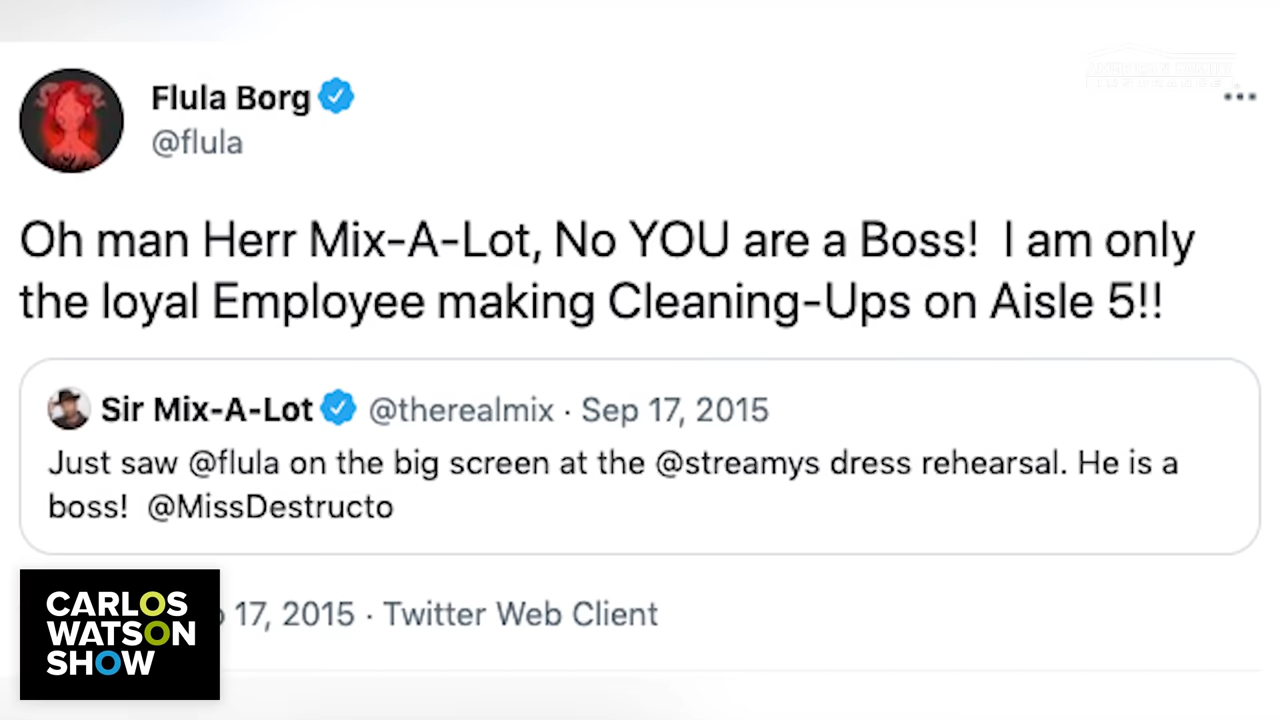 Flula Borg
@flula
Oh man Herr Mix-A-Lot, No YOU are a Boss!  I am only
the loyal Employee making Cleaning-Ups on Aisle 5!!
Sir Mix-A-Lot @therealmix · Sep 17, 2015
Just saw @flula on the big screen at the @streamys dress rehearsal. He is a
boss!  @MissDestructo
17, 2015 · Twitter Web Client
CARLOS
WATSON
SHOW